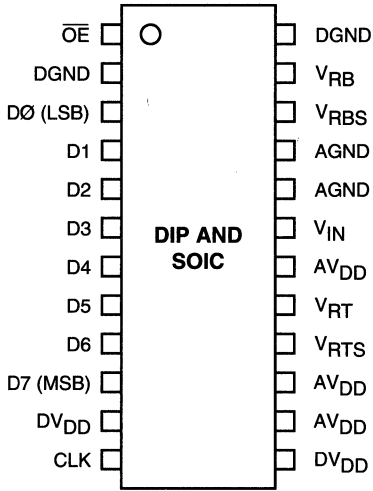 OE DGND
DGND VRB
DØ (LSB) VRBS
D1 AGND
D2 AGND
D3 VIN
DIP AND
SOIC
D4 AVDD
D5 VRT
D6 VRTS
D7 (MSB) AVDD
DVDD AVDD
CLK DVDD